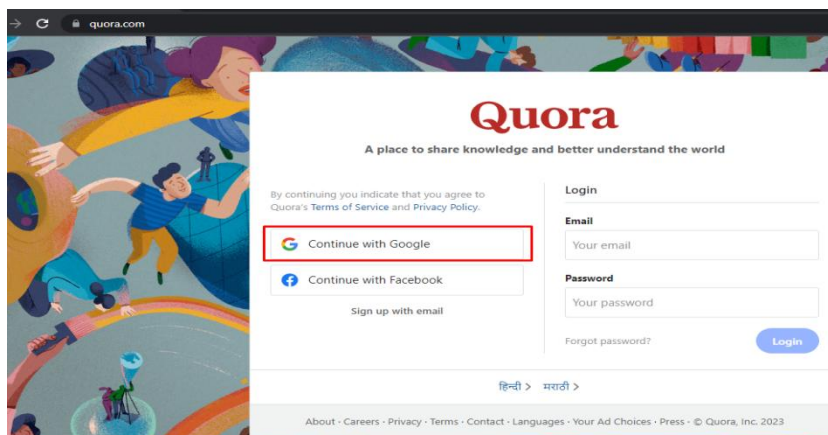 quora.com
Quora
A place to share knowledge and better understand the world
By continuing you indicate that you agree to
Quora's Terms of Service and Privacy Policy.
Continue with Google
Continue with Facebook
Sign up with email
Login
Email
Your email
Password
Your password
Forgot password?
Login
हिन्दी > मराठी >
About · Careers · Privacy · Terms · Contact · Languages · Your Ad Choices · Press · © Quora, Inc. 2023